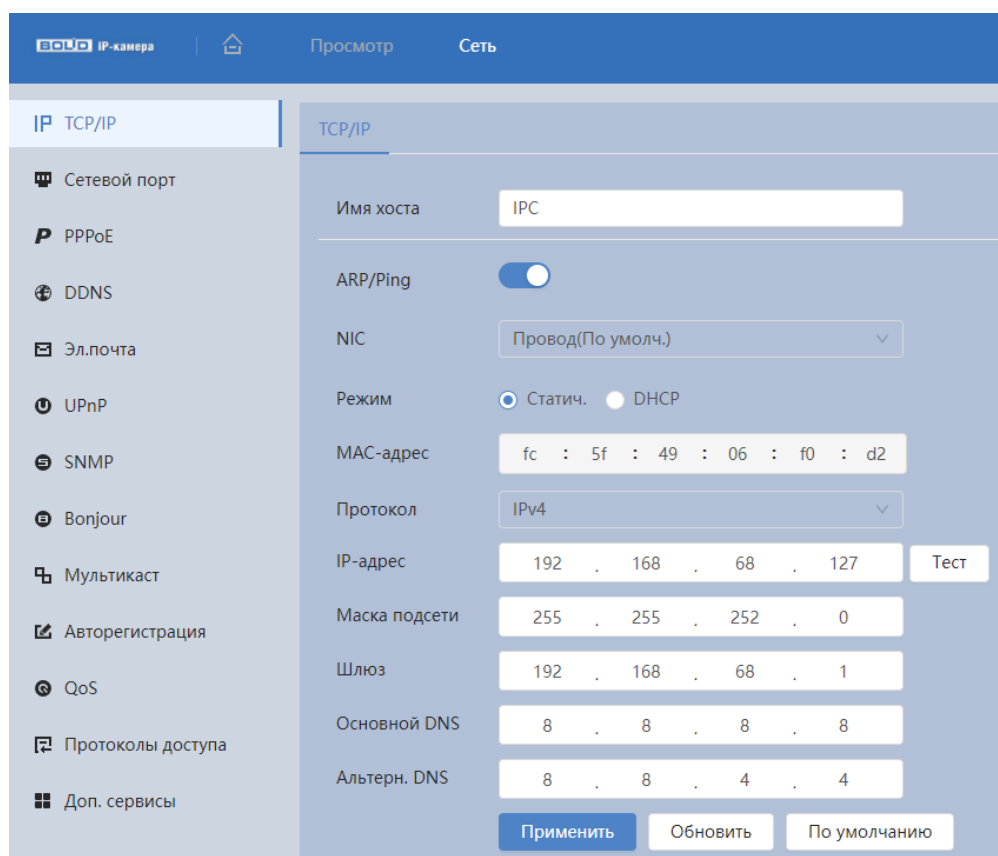 BOLID IP-камера Просмотр Сеть
TCP/IP
Сетевой порт
PPPoE
DDNS
Эл.почта
UPnP
SNMP
Bonjour
Мультикаст
Авторегистрация
QoS
Протоколы доступа
Доп. сервисы
TCP/IP
Имя хоста IPC
ARP/Ping
NIC Провод(По умолч.)
Режим Статич. DHCP
MAC-адрес fc : 5f : 49 : 06 : f0 : d2
Протокол IPv4
IP-адрес 192 . 168 . 68 . 127 Тест
Маска подсети 255 . 255 . 252 . 0
Шлюз 192 . 168 . 68 . 1
Основной DNS 8 . 8 . 8 . 8
Альтерн. DNS 8 . 8 . 4 . 4
Применить Обновить По умолчанию